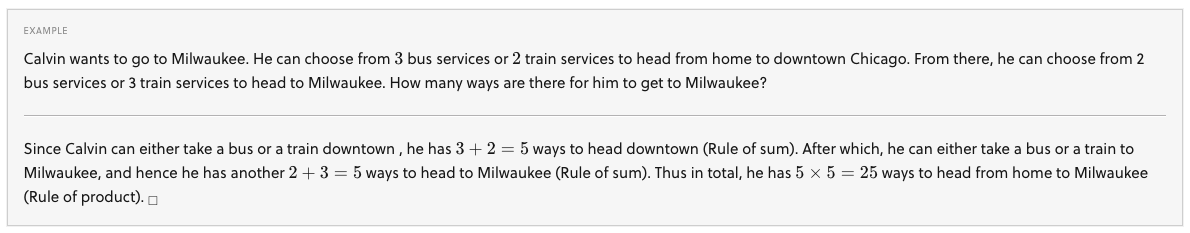 EXAMPLE
Calvin wants to go to Milwaukee. He can choose from 3 bus services or 2 train services to head from home to downtown Chicago. From there, he can choose from 2
bus services or 3 train services to head to Milwaukee. How many ways are there for him to get to Milwaukee?
Since Calvin can either take a bus or a train downtown , he has 3 + 2 = 5 ways to head downtown (Rule of sum). After which, he can either take a bus or a train to
Milwaukee, and hence he has another 2 + 3 = 5 ways to head to Milwaukee (Rule of sum). Thus in total, he has 5 × 5 = 25 ways to head from home to Milwaukee
(Rule of product). □